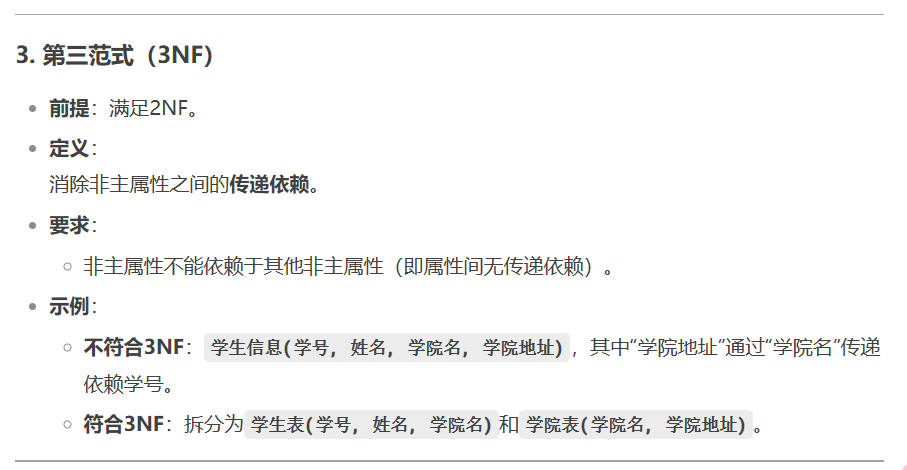 3. 第三范式（3NF）
前提：满足2NF。
定义：
消除非主属性之间的传递依赖。
要求：
非主属性不能依赖于其他非主属性（即属性间无传递依赖）。
示例：
不符合3NF：学生信息(学号, 姓名, 学院名, 学院地址)，其中“学院地址”通过“学院名”传递
依赖学号。
符合3NF：拆分为学生表(学号, 姓名, 学院名)和学院表(学院名, 学院地址)。